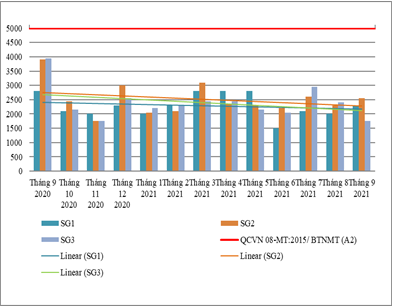 5000
4500
4000
3500
3000
2500
2000
1500
1000
500
0
Tháng 9 Tháng Tháng Tháng Tháng 1 Tháng 2 Tháng 3 Tháng 4 Tháng 5 Tháng 6 Tháng 7 Tháng 8 Tháng 9
2020 10 11 12 2021 2021 2021 2021 2021 2021 2021 2021 2021
2020 2020 2020
SG1 SG2
SG3 QCVN 08-MT:2015/ BTNMT (A2)
Linear (SG1) Linear (SG2)
Linear (SG3)